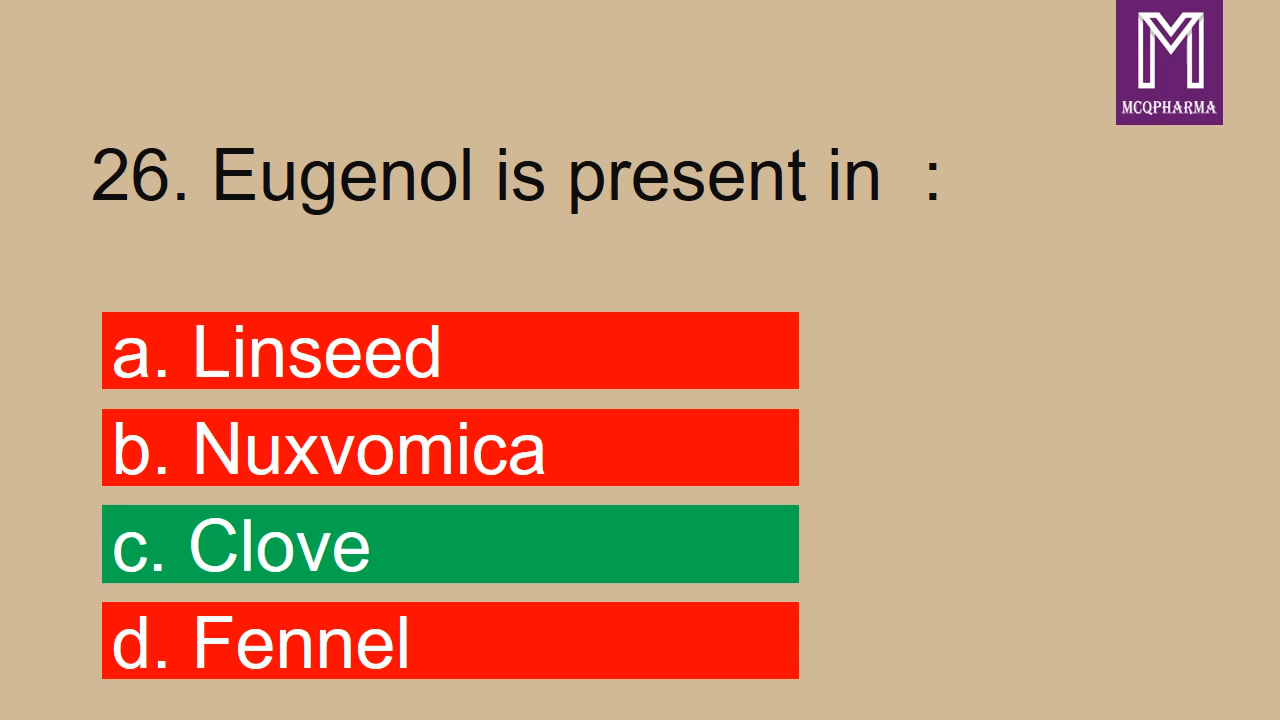 M
MCQPHARMA
26. Eugenol is present in :
a. Linseed
b. Nuxvomica
c. Clove
d. Fennel